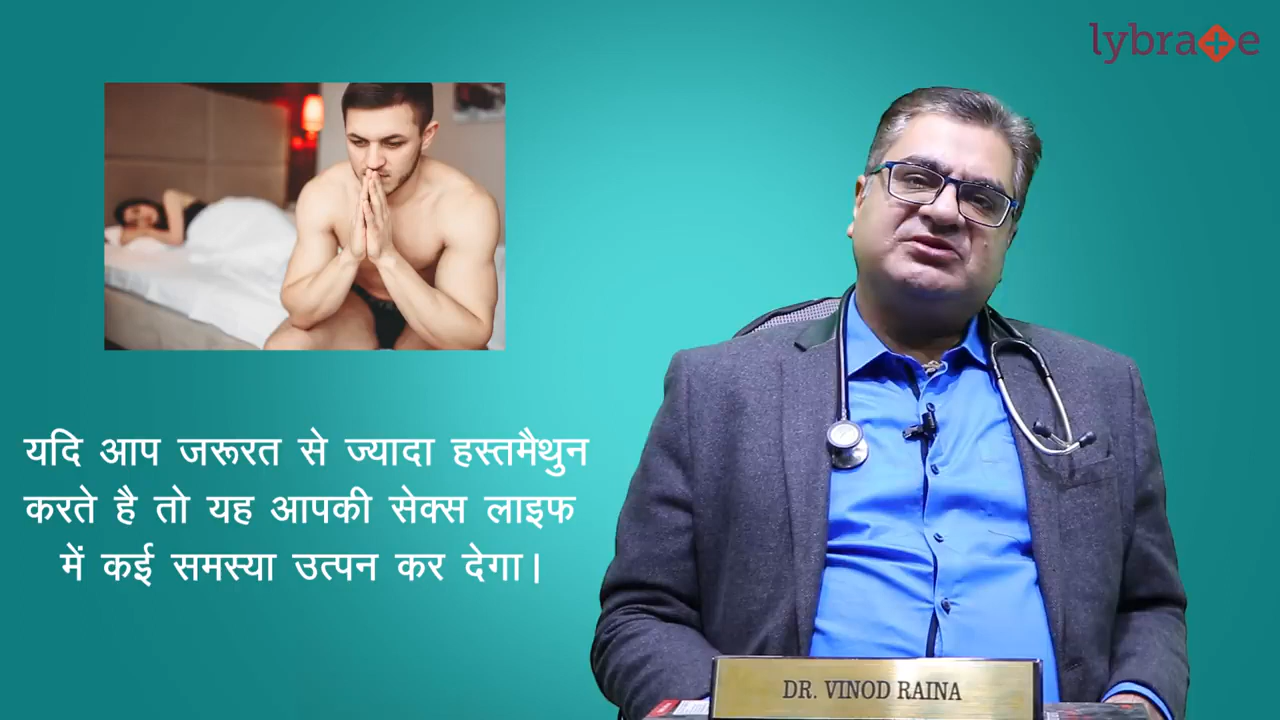 lybrate
यदि आप जरूरत से ज्यादा हस्तमैथुन
करते है तो यह आपकी सेक्स लाइफ
में कई समस्या उत्पन कर देगा।
DR. VINOD RAINA